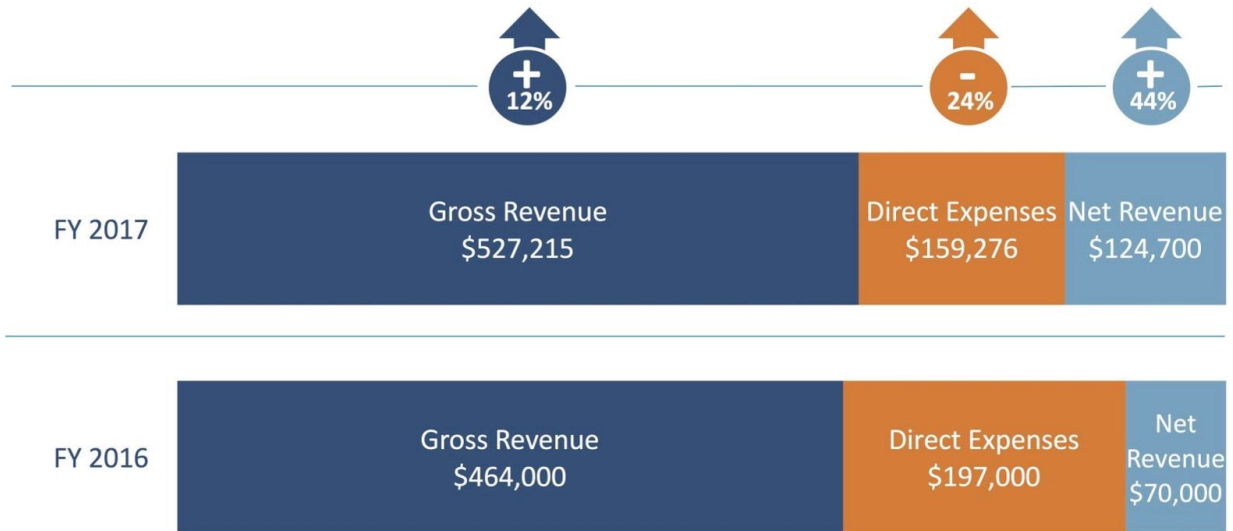 +
12%
-
24%
+
44%
FY 2017
Gross Revenue
$527,215
Direct Expenses
$159,276
Net Revenue
$124,700
FY 2016
Gross Revenue
$464,000
Direct Expenses
$197,000
Net
Revenue
$70,000